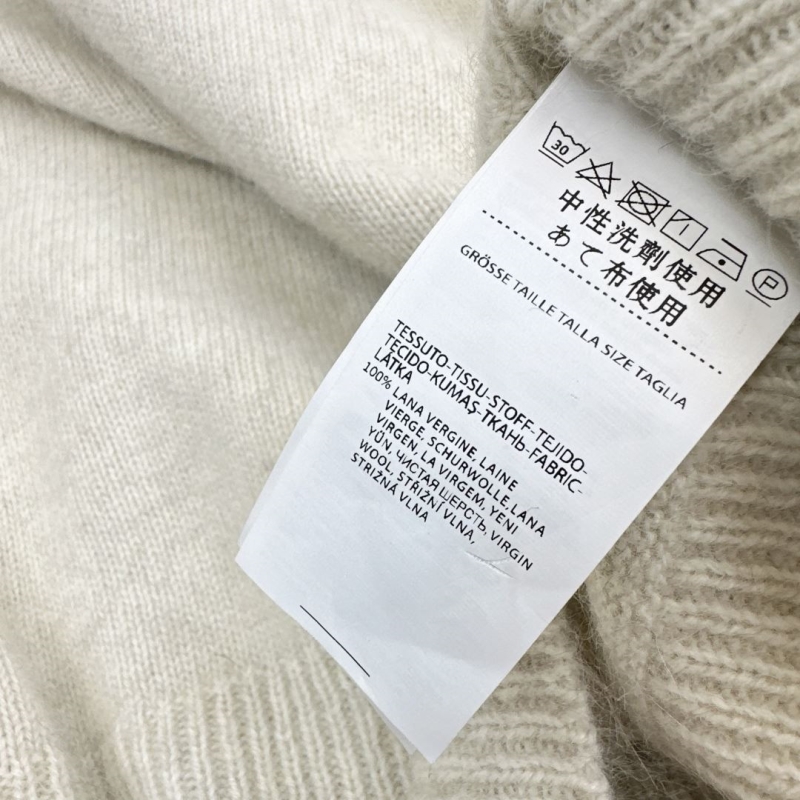 30
P
中性洗剤使用
あて布使用
GRÖSSE TAILLE TALLA SIZE TAGLIA
TESSUTO-TISSU-STOFF-TEJIDO-
TECIDO-KUMAŞ-ТКАНЬ-FABRIC-
LÁTKA
100% LANA VERGINE, LAINE
VIERGE, SCHURWOLLE, LANA
VIRGEN, LA VIRGEM, YENI
YÜN, ЧИСТАЯ ШЕРСТЬ, VIRGIN
WOOL, STŘIŽNÍ VLNA,
STRIŽNÁ VLNA